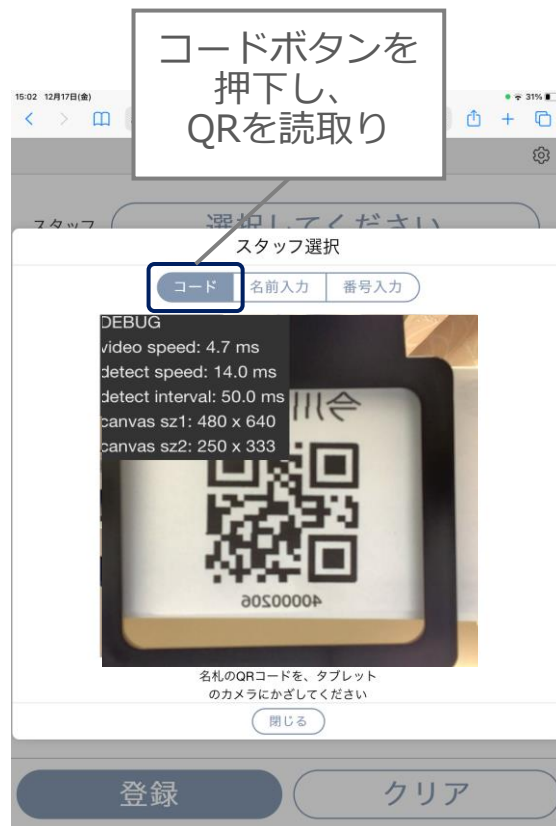 コードボタンを
押下し、
QRを読取り
15:02 12月17日(金)
31%
スタッフ
選択してください
スタッフ選択
コード 名前入力 番号入力
DEBUG
video speed: 4.7 ms
detect speed: 14.0 ms
detect interval: 50.0 ms
canvas sz1: 480 x 640
canvas sz2: 250 x 333
今川
40000206
名札のQRコードを、タブレット
のカメラにかざしてください
閉じる
登録 クリア